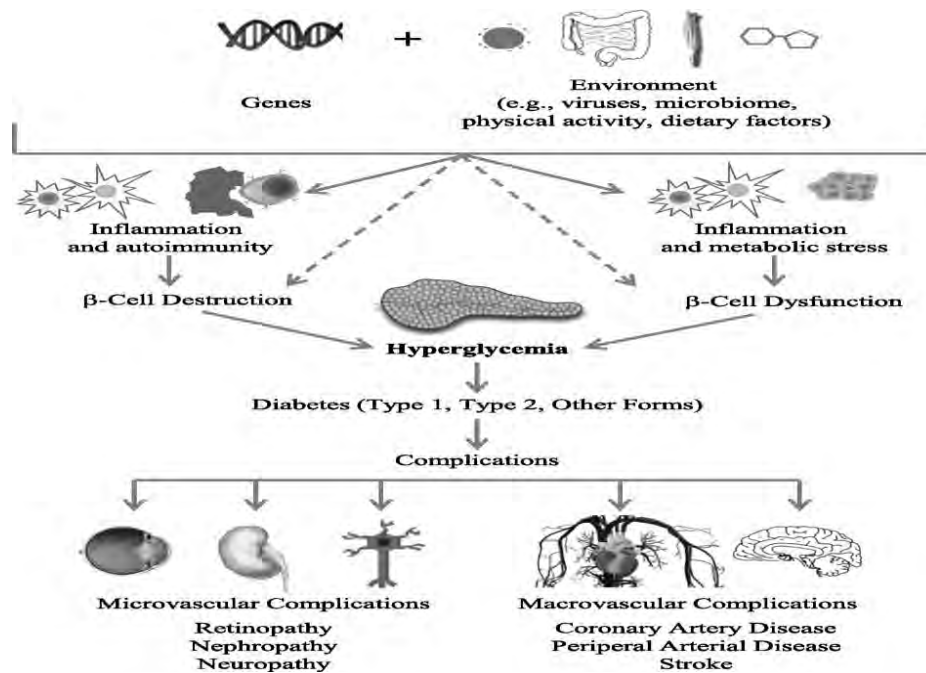 +
Genes
Environment
(e.g., viruses, microbiome,
physical activity, dietary factors)
Inflammation
and autoimmunity
Inflammation
and metabolic stress
β-Cell Destruction
β-Cell Dysfunction
Hyperglycemia
Diabetes (Type 1, Type 2, Other Forms)
Complications
Microvascular Complications
Retinopathy
Nephropathy
Neuropathy
Macrovascular Complications
Coronary Artery Disease
Periperal Arterial Disease
Stroke